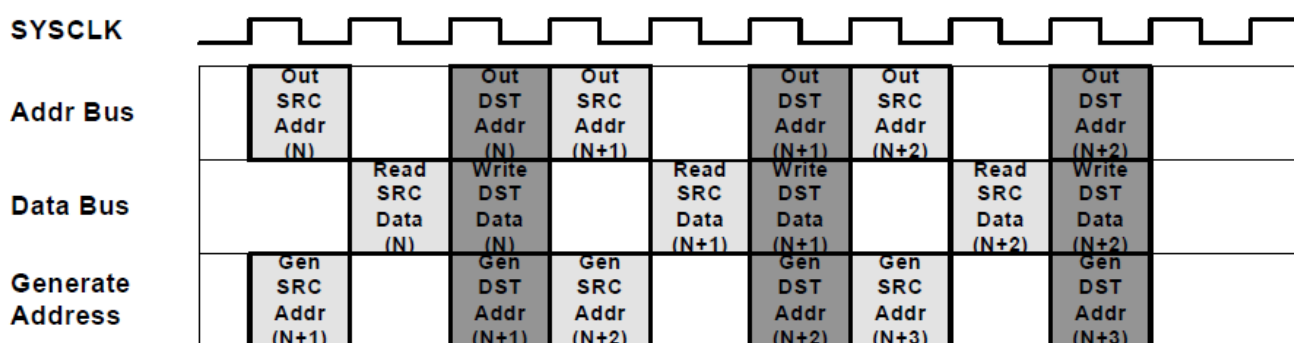 SYSCLK
Addr Bus
Out
SRC
Addr
(N)
Out
DST
Addr
(N)
Out
SRC
Addr
(N+1)
Out
DST
Addr
(N+1)
Out
SRC
Addr
(N+2)
Out
DST
Addr
(N+2)
Data Bus
Read
SRC
Data
(N)
Write
DST
Data
(N)
Read
SRC
Data
(N+1)
Write
DST
Data
(N+1)
Read
SRC
Data
(N+2)
Write
DST
Data
(N+2)
Generate
Address
Gen
SRC
Addr
(N+1)
Gen
DST
Addr
(N+1)
Gen
SRC
Addr
(N+2)
Gen
DST
Addr
(N+2)
Gen
SRC
Addr
(N+3)
Gen
DST
Addr
(N+3)